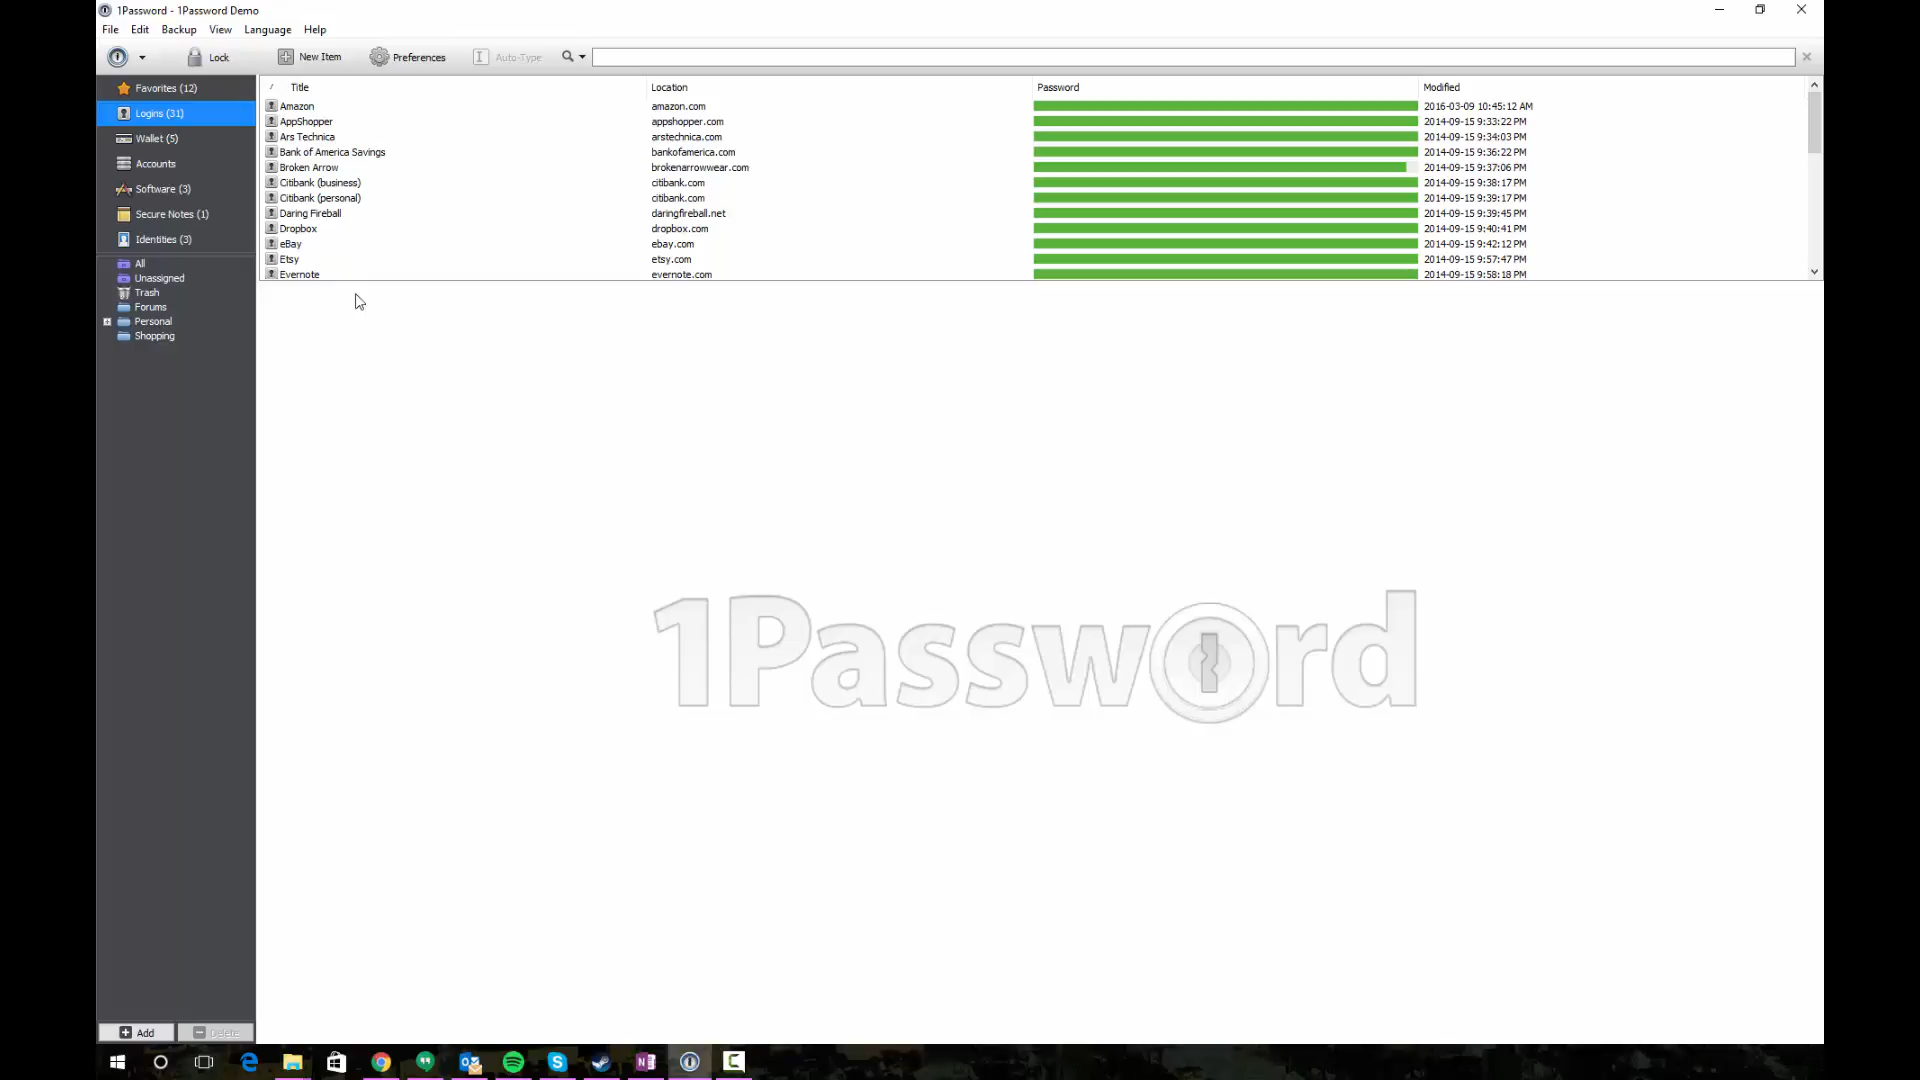 1Password - 1Password Demo
File Edit Backup View Language Help
Lock New Item Preferences Auto-Type
Favorites (12)
Logins (31)
Wallet (5)
Accounts
Software (3)
Secure Notes (1)
Identities (3)
All
Unassigned
Trash
Forums
Personal
Shopping
Add Delete
Title Location Password Modified
Amazon amazon.com 2016-03-09 10:45:12 AM
AppShopper appshopper.com 2014-09-15 9:33:22 PM
Ars Technica arstechnica.com 2014-09-15 9:34:03 PM
Bank of America Savings bankofamerica.com 2014-09-15 9:36:22 PM
Broken Arrow brokenarrowwear.com 2014-09-15 9:37:06 PM
Citibank (business) citibank.com 2014-09-15 9:38:17 PM
Citibank (personal) citibank.com 2014-09-15 9:39:17 PM
Daring Fireball daringfireball.net 2014-09-15 9:39:45 PM
Dropbox dropbox.com 2014-09-15 9:40:41 PM
eBay ebay.com 2014-09-15 9:42:12 PM
Etsy etsy.com 2014-09-15 9:57:47 PM
Evernote evernote.com 2014-09-15 9:58:18 PM
1Password